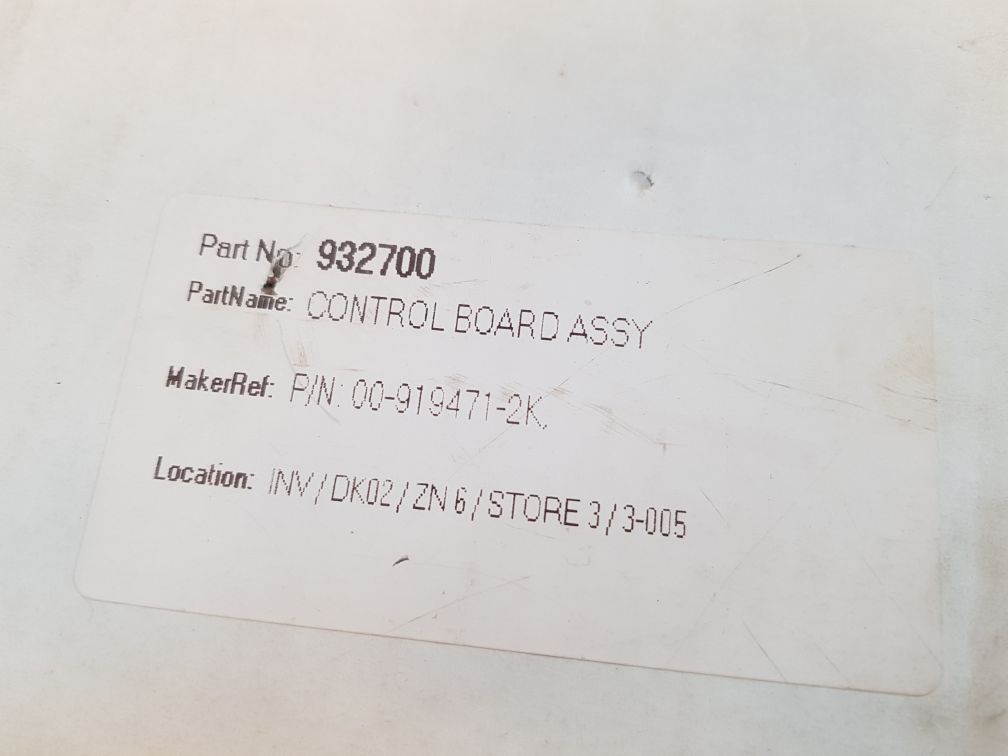 Part No: 932700
PartName: CONTROL BOARD ASSY
MakerRef: P/N: 00-919471-2K,
Location: INV / DK02 / ZN 6 / STORE 3 / 3-005